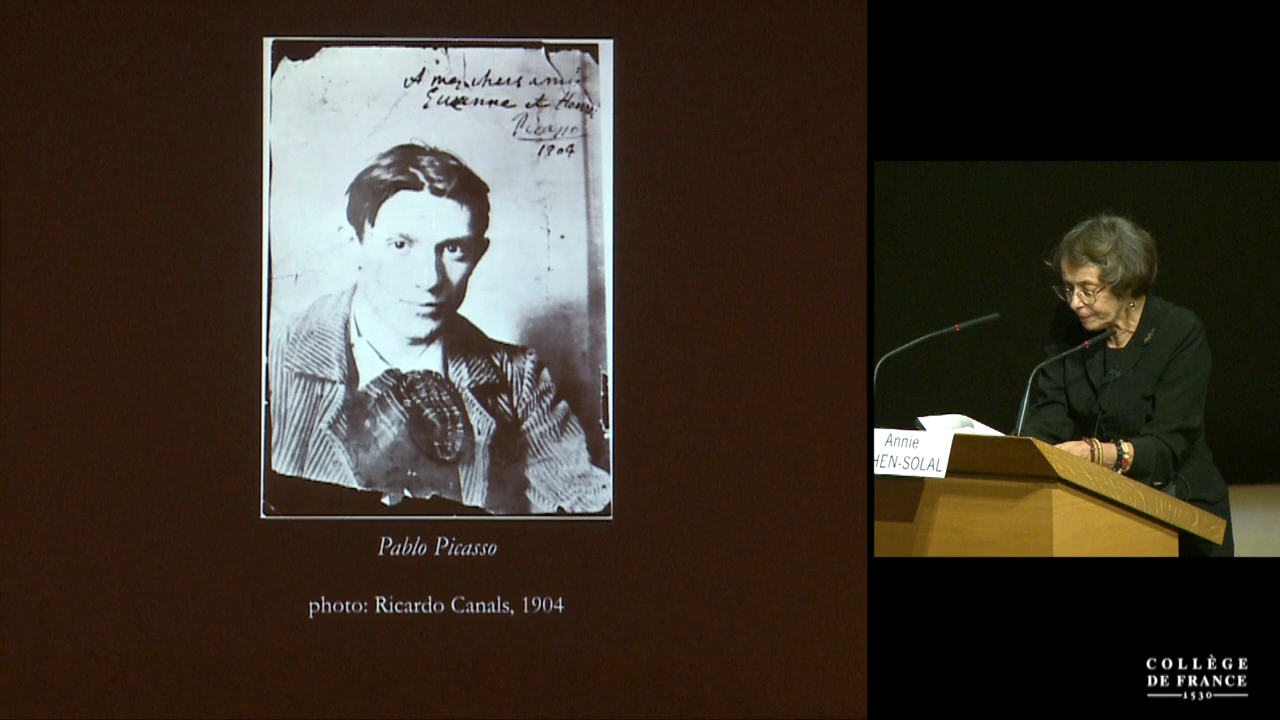 A mes chers amis
Suzanne et Henri
Picasso
1904
Pablo Picasso
photo: Ricardo Canals, 1904
Annie
HEN-SOLAL
COLLÈGE
DE FRANCE
1530